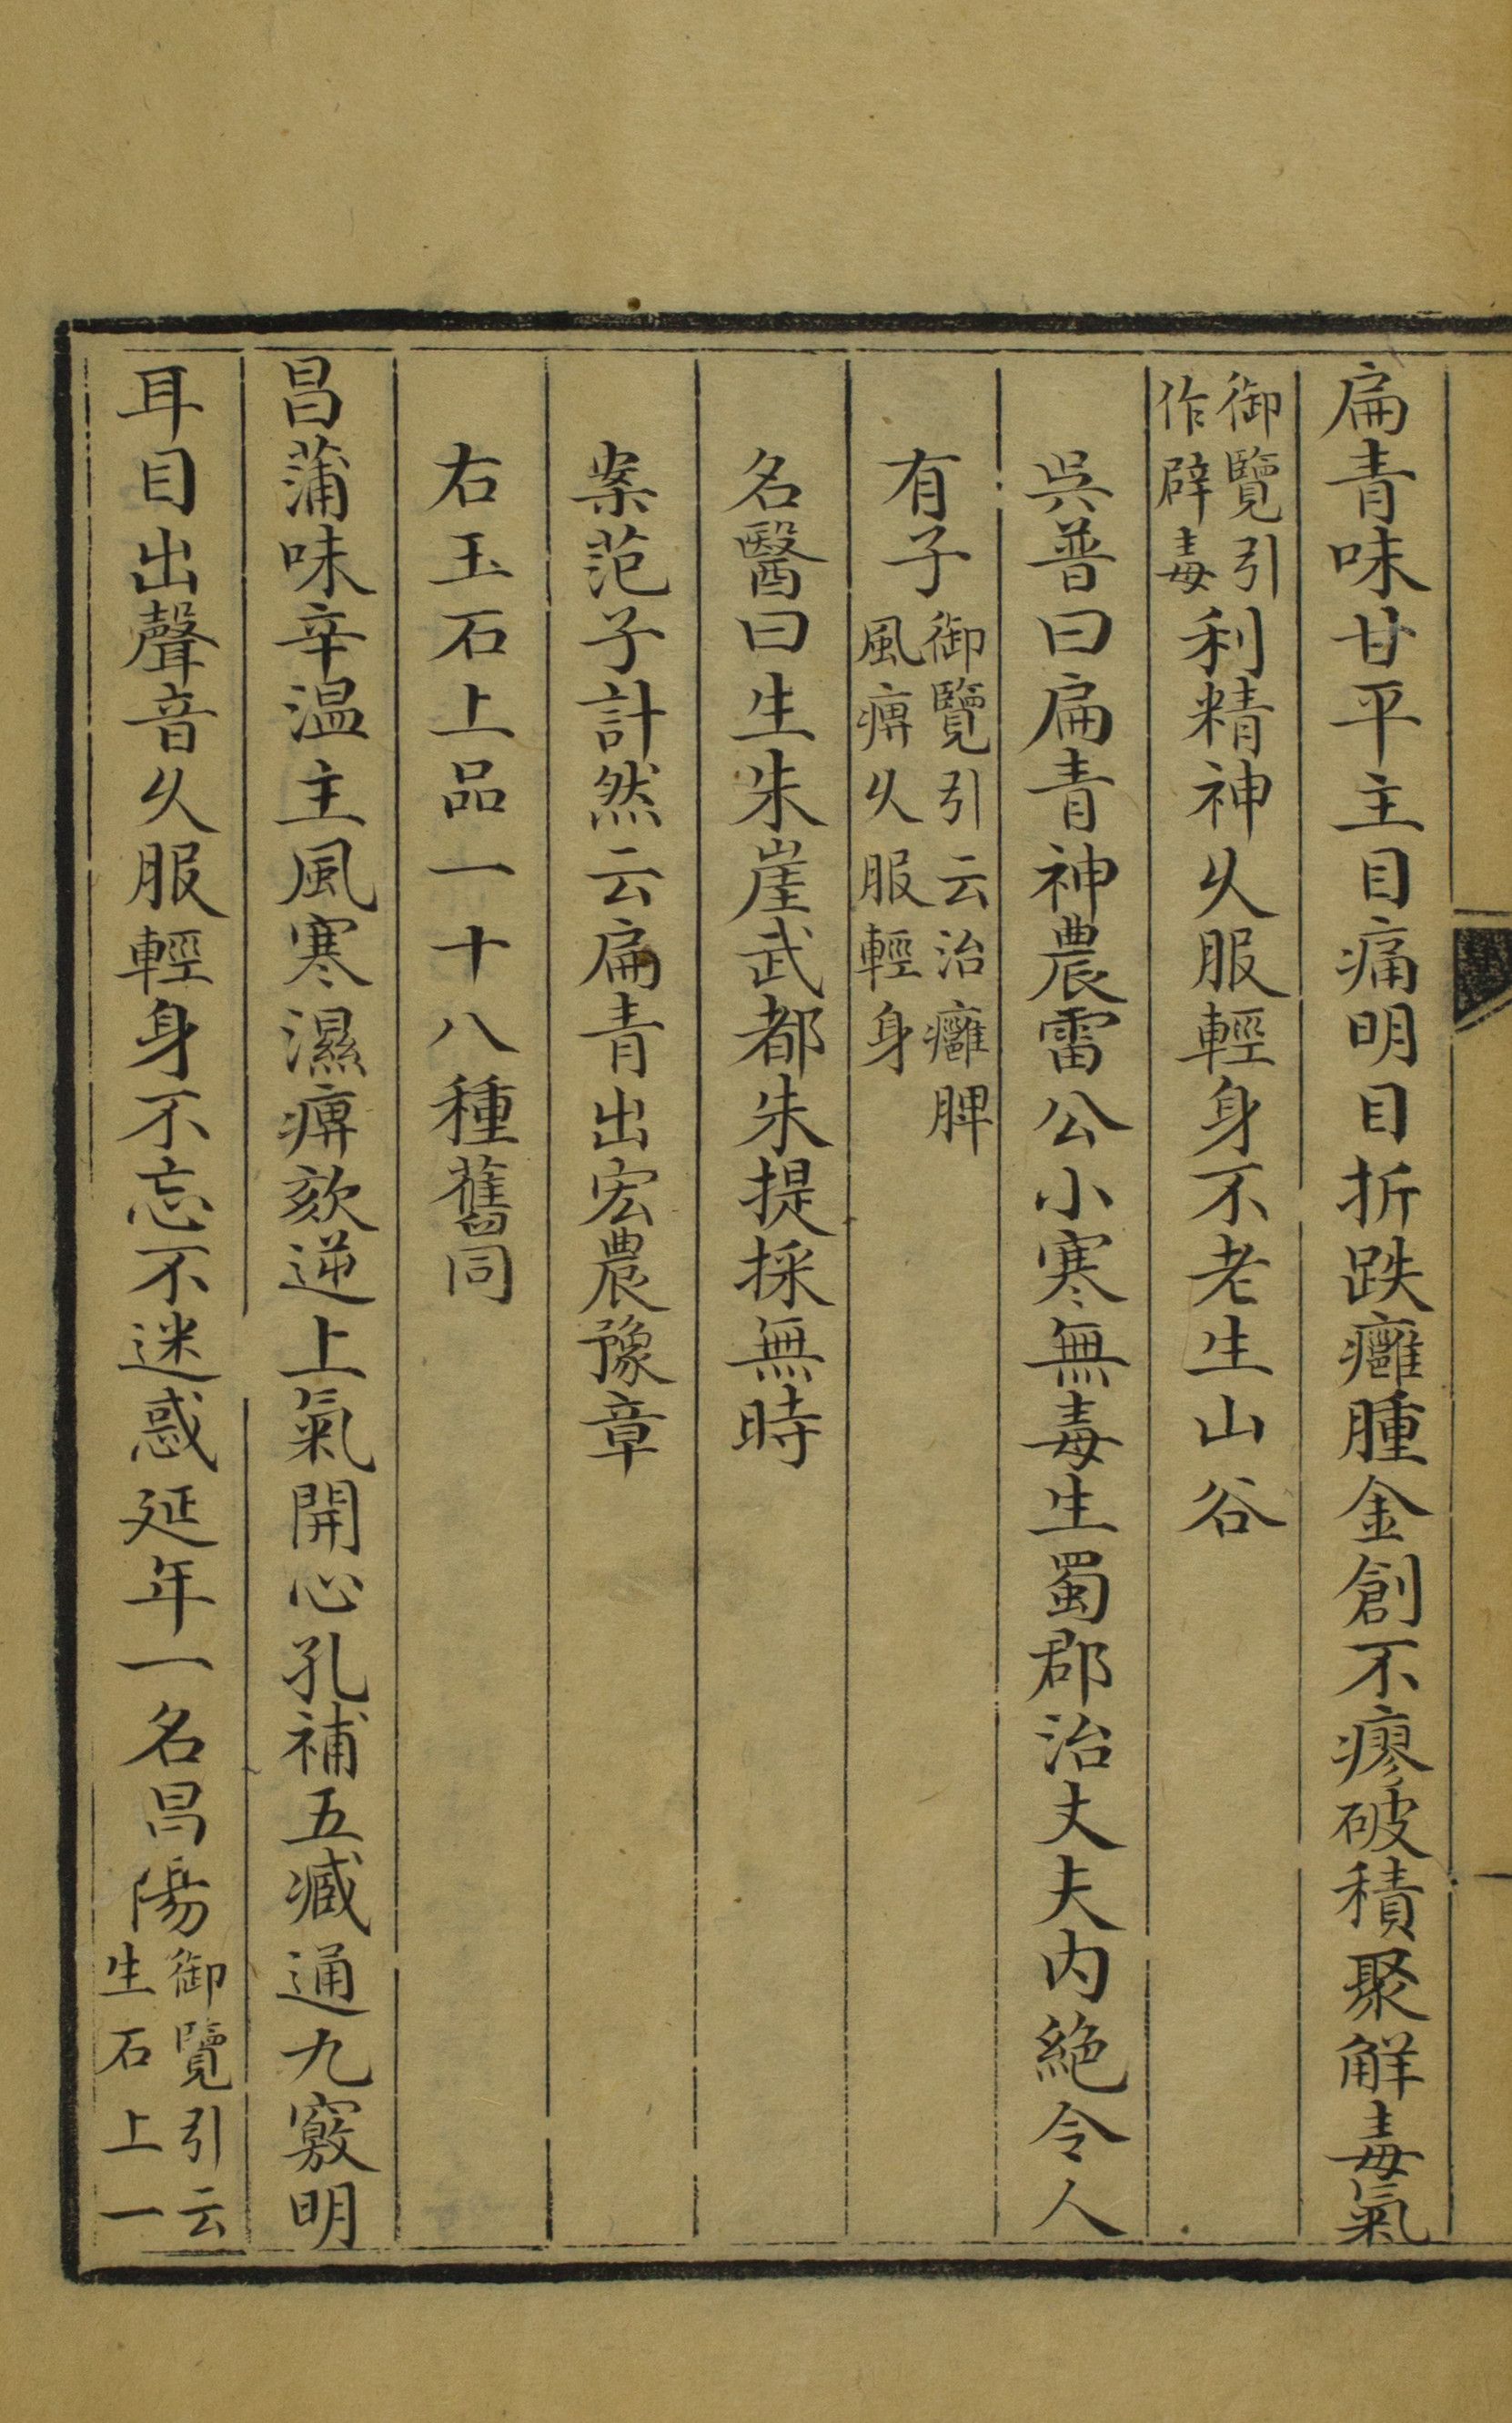 扁青味甘平主目痛明目折跌癰腫金創不瘳破積聚解毒氣
御覽引作辟毒利精神久服輕身不老生山谷
吳普曰扁青神農雷公小寒無毒生蜀郡治丈夫內絕令人
有子御覽引云治癰脾風痹久服輕身
名醫曰生朱崖武都朱提採無時
案范子計然云扁青出宏農豫章
右玉石上品一十八種舊同
昌蒲味辛温主風寒濕痹欬逆上氣開心孔補五臧通九竅明
耳目出聲音久服輕身不忘不迷惑延年一名昌陽御覽引云生石上一